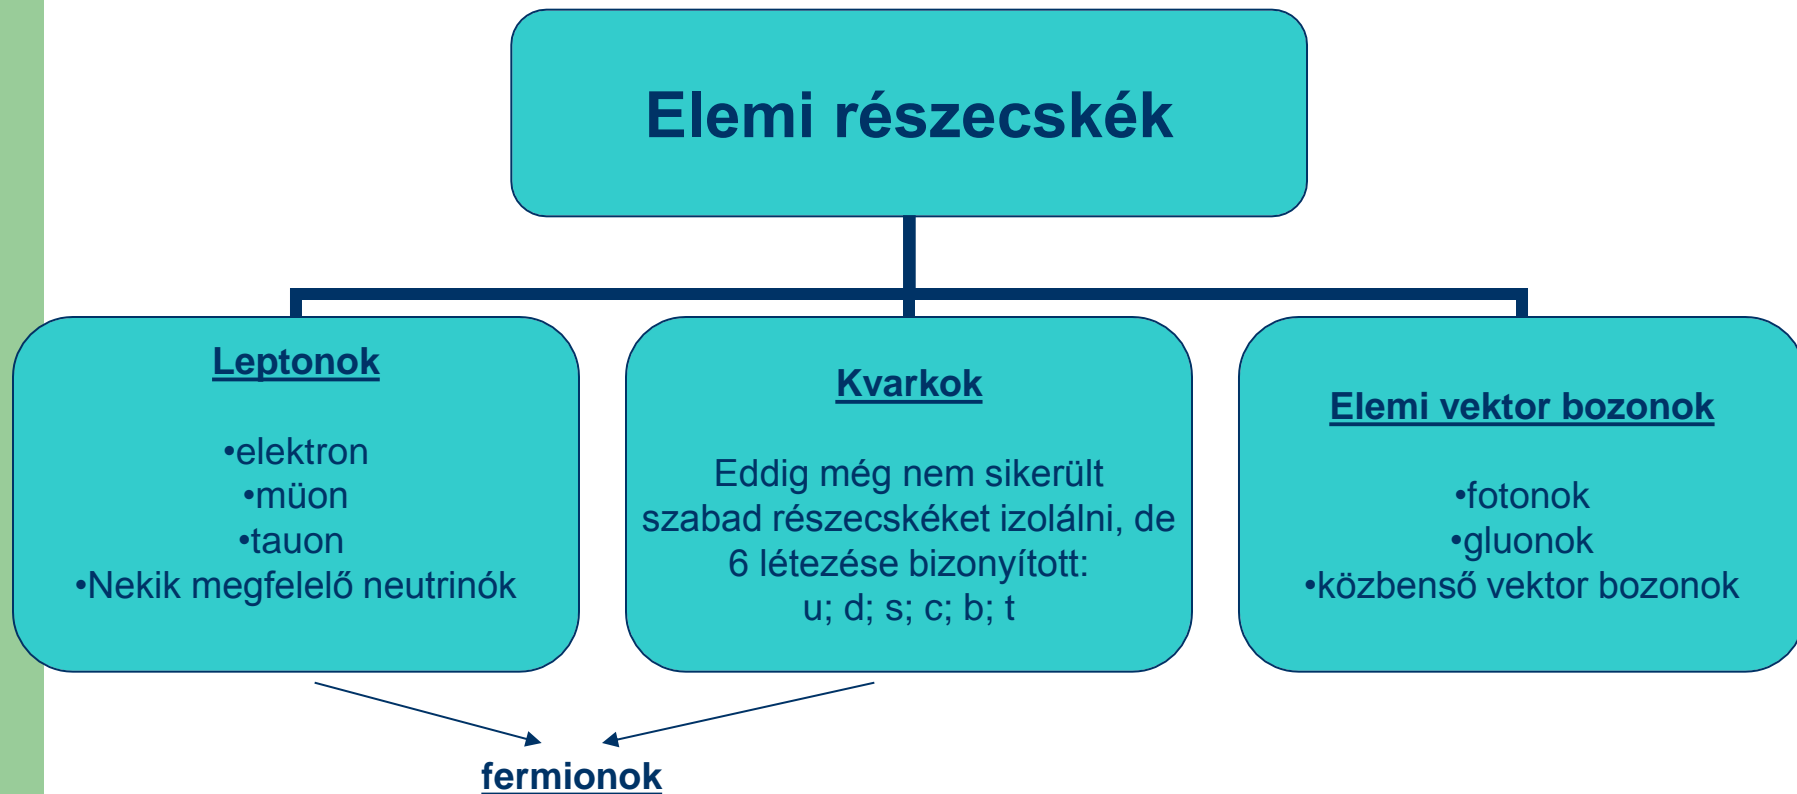 Elemi részecskék
Leptonok
•elektron
•müon
•tauon
•Nekik megfelelő neutrinók
Kvarkok
Eddig még nem sikerült
szabad részecskéket izolálni, de
6 létezése bizonyított:
u; d; s; c; b; t
Elemi vektor bozonok
•fotonok
•gluonok
•közbenső vektor bozonok
fermionok